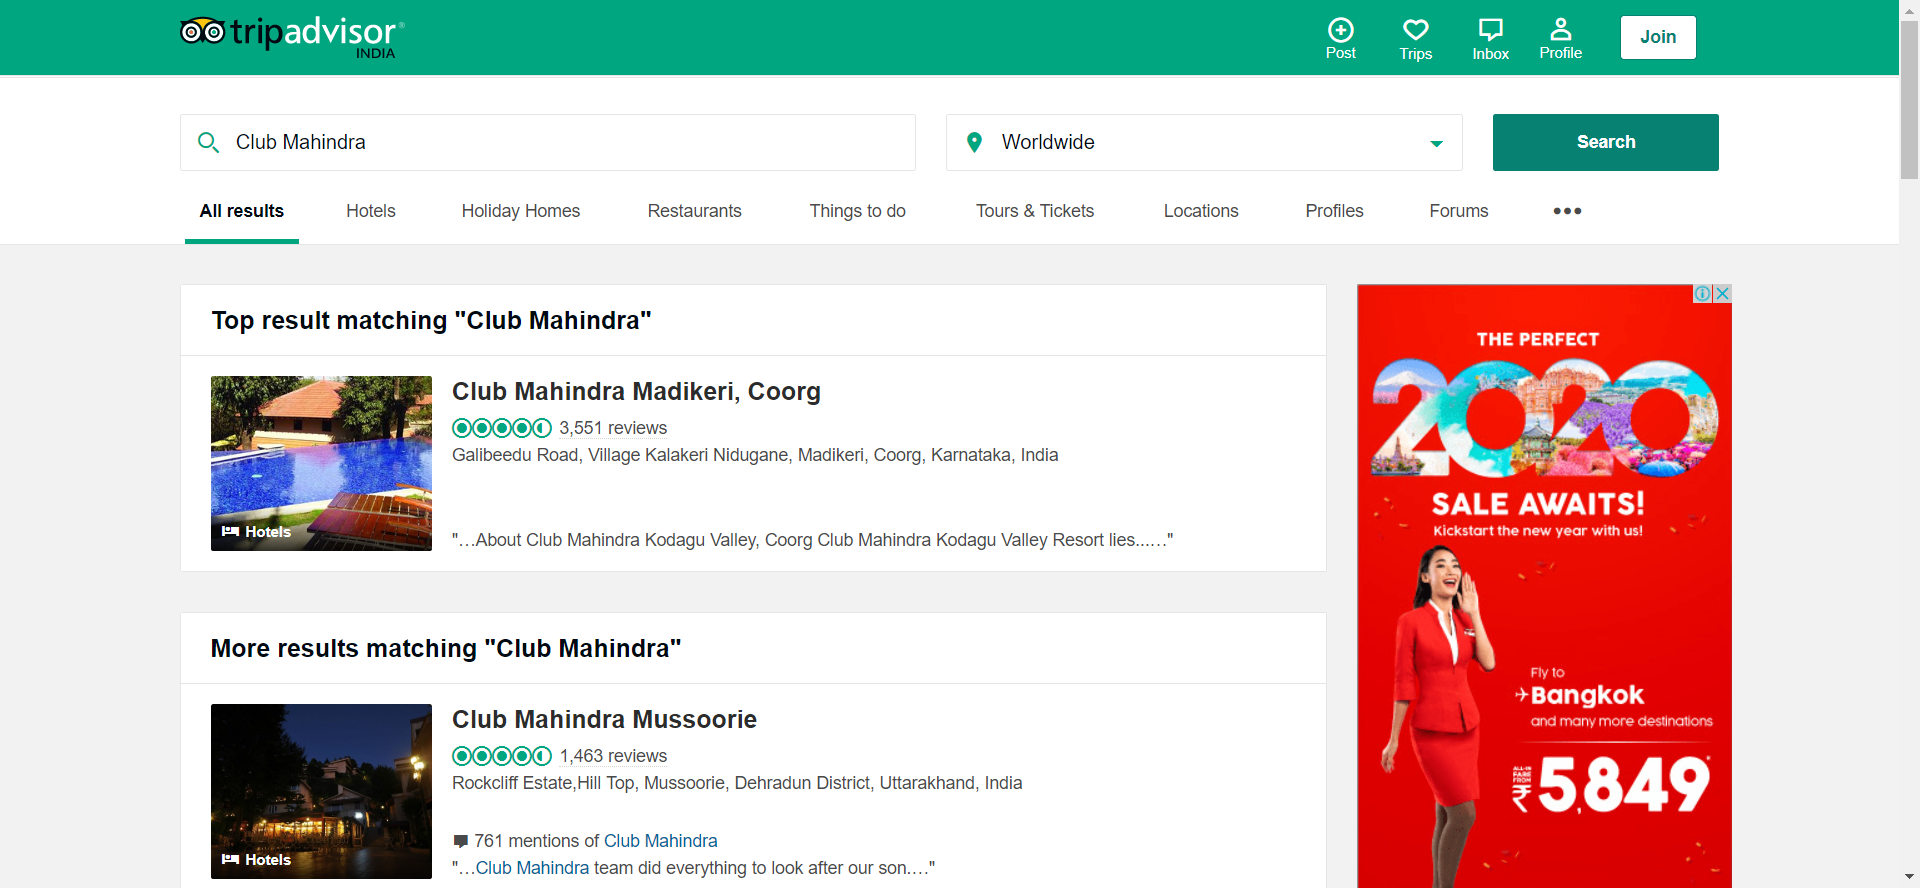 tripadvisor®
INDIA
Post
Trips
Inbox
Profile
Join
Club Mahindra
Worldwide
Search
All results
Hotels
Holiday Homes
Restaurants
Things to do
Tours & Tickets
Locations
Profiles
Forums
Top result matching "Club Mahindra"
Club Mahindra Madikeri, Coorg
3,551 reviews
Galibeedu Road, Village Kalakeri Nidugane, Madikeri, Coorg, Karnataka, India
Hotels
"…About Club Mahindra Kodagu Valley, Coorg Club Mahindra Kodagu Valley Resort lies...…"
More results matching "Club Mahindra"
Club Mahindra Mussoorie
1,463 reviews
Rockcliff Estate,Hill Top, Mussoorie, Dehradun District, Uttarakhand, India
761 mentions of Club Mahindra
Hotels
"…Club Mahindra team did everything to look after our son.…"
THE PERFECT
2020
SALE AWAITS!
Kickstart the new year with us!
Fly to
Bangkok
and many more destinations
ALL-IN
FARE
FROM
₹5,849*